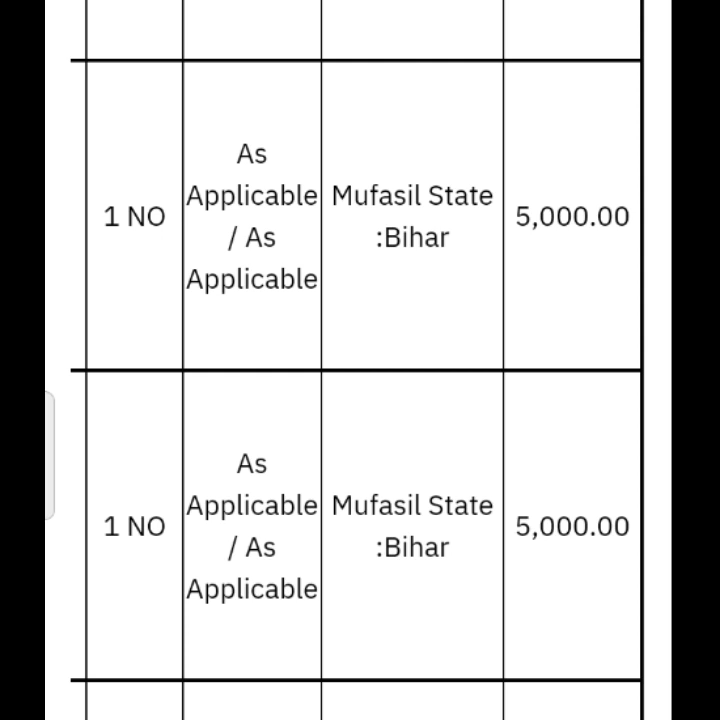 1 NO
As
Applicable
/ As
Applicable
Mufasil State
:Bihar
5,000.00
1 NO
As
Applicable
/ As
Applicable
Mufasil State
:Bihar
5,000.00